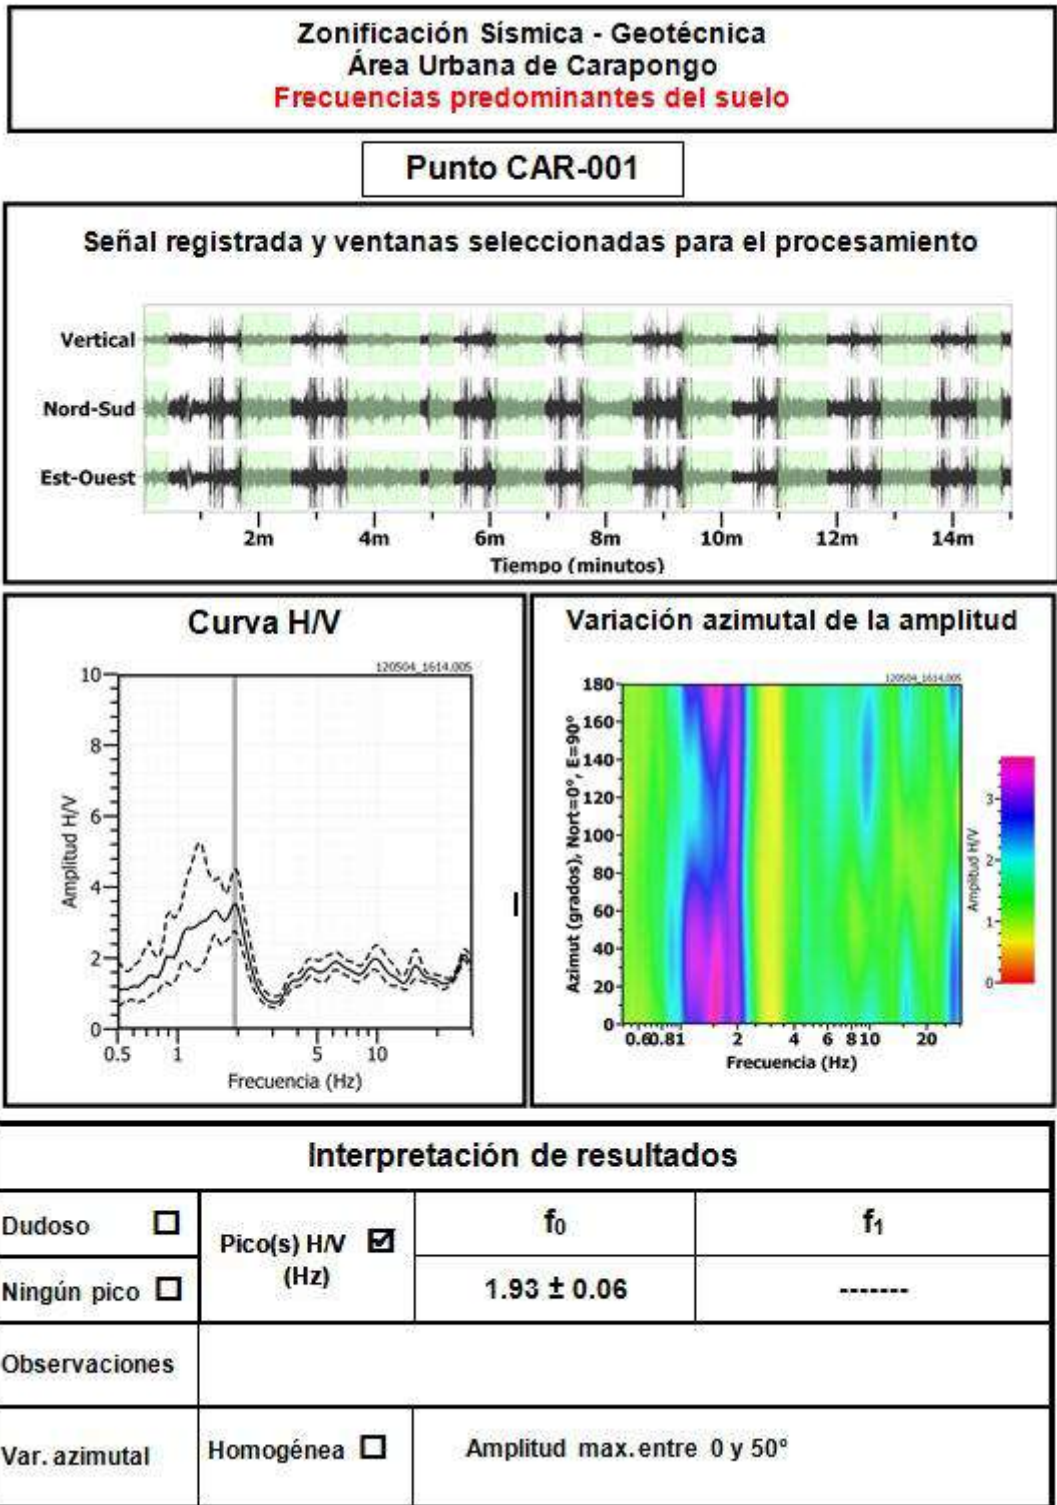 Zonificación Sísmica - Geotécnica
Área Urbana de Carapongo
Frecuencias predominantes del suelo
Punto CAR-001
Señal registrada y ventanas seleccionadas para el procesamiento
Vertical
Nord-Sud
Est-Ouest
2m 4m 6m 8m 10m 12m 14m
Tiempo (minutos)
Curva H/V
120504_1614.005
10
8
6
4
2
0
Amplitud H/V
0.5 1 5 10
Frecuencia (Hz)
Variación azimutal de la amplitud
120504_1614.005
180
160
140
120
100
80
60
40
20
0
Azimut (grados), Nort=0°, E=90°
0.60.81 2 4 6 810 20
Frecuencia (Hz)
3
2
1
0
Amplitud H/V
Interpretación de resultados
Dudoso ☐
Pico(s) H/V ☑
(Hz)
f₀ f₁
Ningún pico ☐
1.93 ± 0.06 -------
Observaciones
Var. azimutal Homogénea ☐ Amplitud max. entre 0 y 50°